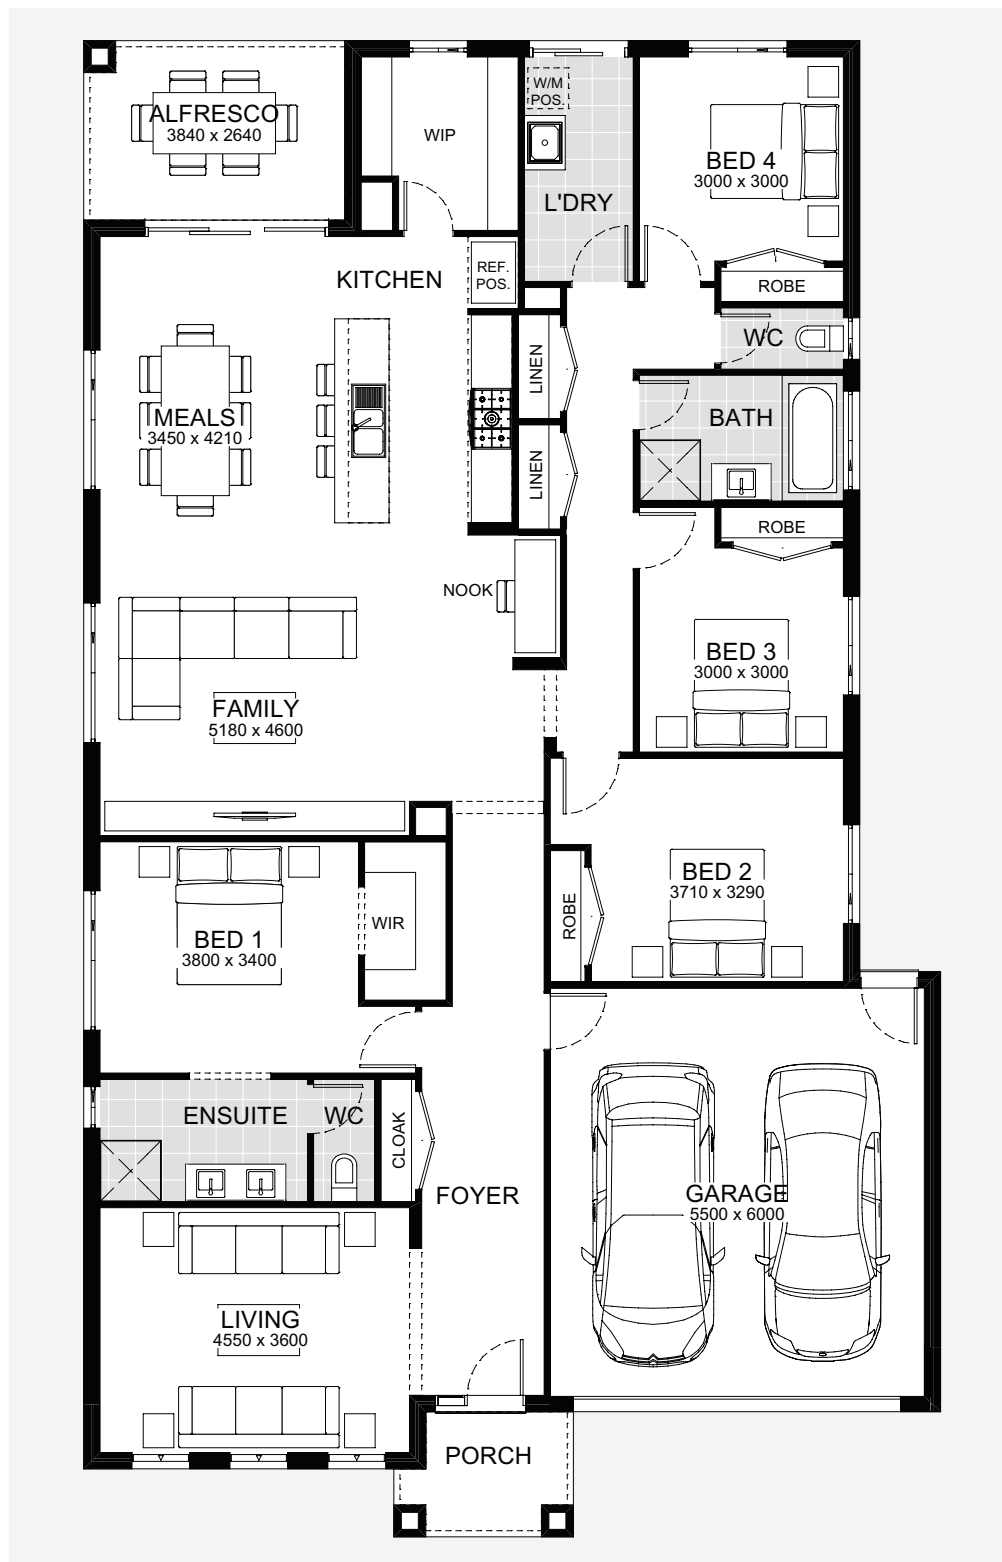 W/M
POS.
ALFRESCO
3840 x 2640
WIP
BED 4
3000 x 3000
L'DRY
KITCHEN
REF.
POS.
ROBE
WC
LINEN
MEALS
3450 x 4210
BATH
LINEN
ROBE
NOOK
BED 3
3000 x 3000
FAMILY
5180 x 4600
BED 2
3710 x 3290
ROBE
WIR
BED 1
3800 x 3400
ENSUITE
WC
CLOAK
FOYER
GARAGE
5500 x 6000
LIVING
4550 x 3600
PORCH